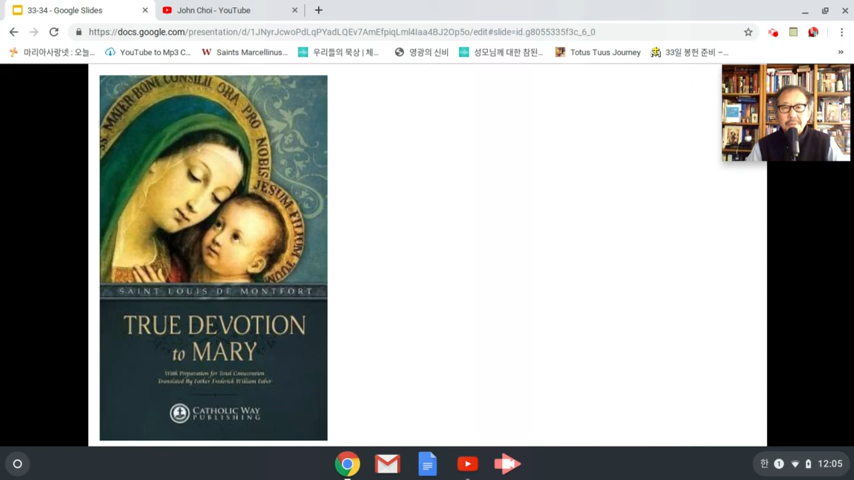 33-34 - Google Slides
John Choi - YouTube
https://docs.google.com/presentation/d/1JNyrJcwoPdLqPYadLQEv7AmEfpiqLml4Iaa4BJ2Op5o/edit#slide=id.g8055335f3c_6_0
마리아사랑넷 : 오늘...
YouTube to Mp3 C...
Saints Marcellinus...
우리들의 묵상 | 체...
영광의 신비
성모님께 대한 참된...
Totus Tuus Journey
33일 봉헌 준비 – ...
MATER BONI CONSILII ORA PRO NOBIS
JESUM FILIUM TUUM
SAINT LOUIS DE MONTFORT
TRUE DEVOTION
to MARY
With Preparation for Total Consecration
Translated By Father Frederick William Faber
CATHOLIC WAY
PUBLISHING
한
1
12:05